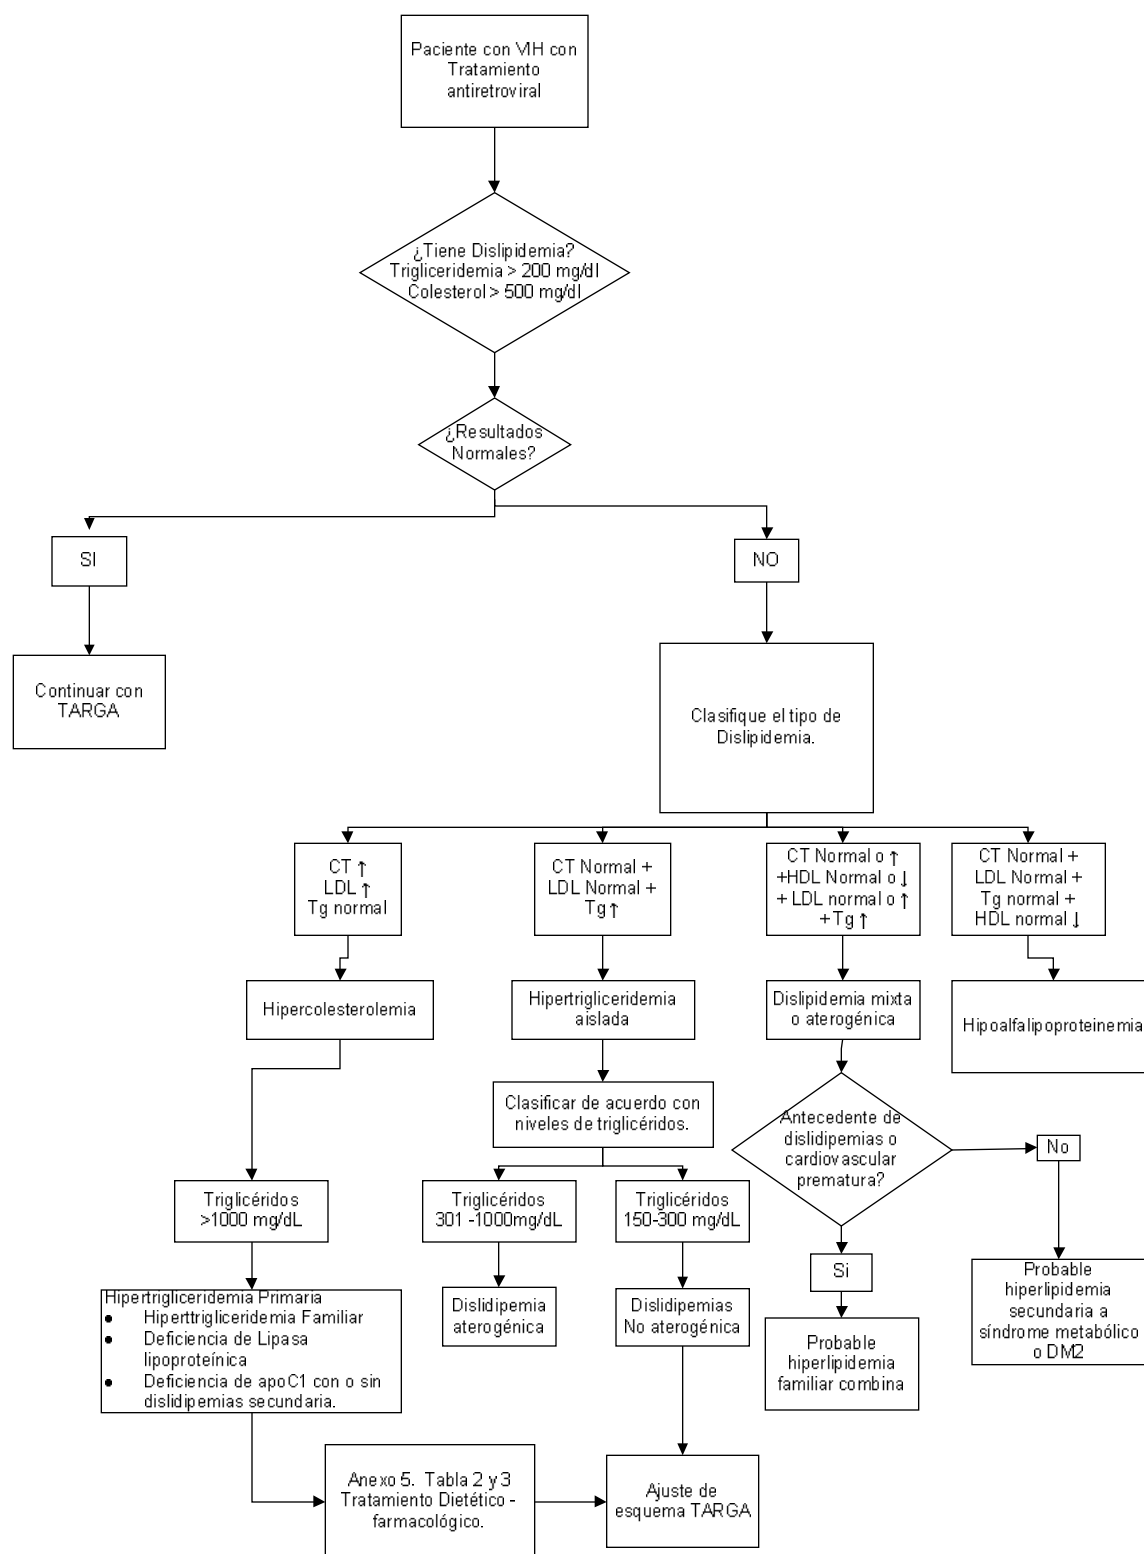 Paciente con VIH con
Tratamiento
antiretroviral
¿Tiene Dislipidemia?
Trigliceridemia > 200 mg/dl
Colesterol > 500 mg/dl
¿Resultados
Normales?
SI
NO
Continuar con
TARGA
Clasifique el tipo de
Dislipidemia.
CT ↑
LDL ↑
Tg normal
CT Normal +
LDL Normal +
Tg ↑
CT Normal o ↑
+HDL Normal o ↓
+ LDL normal o ↑
+Tg ↑
CT Normal +
LDL Normal +
Tg normal +
HDL normal ↓
Hipercolesterolemia
Hipertrigliceridemia
aislada
Dislipidemia mixta
o aterogénica
Hipoalfalipoproteinemia
Clasificar de acuerdo con
niveles de triglicéridos.
Antecedente de
dislidipemias o
cardiovascular
prematura?
No
Triglicéridos
>1000 mg/dL
Triglicéridos
301 -1000mg/dL
Triglicéridos
150-300 mg/dL
Si
Hipertrigliceridemia Primaria
• Hiperttrigliceridemia Familiar
• Deficiencia de Lipasa
lipoproteínica
• Deficiencia de apoC1 con o sin
dislidipemias secundaria.
Dislidipemia
aterogénica
Dislidipemias
No aterogénica
Probable
hiperlipidemia
familiar combina
Probable
hiperlipidemia
secundaria a
síndrome metabólico
o DM2
Anexo 5. Tabla 2 y 3
Tratamiento Dietético -
farmacológico.
Ajuste de
esquema TARGA